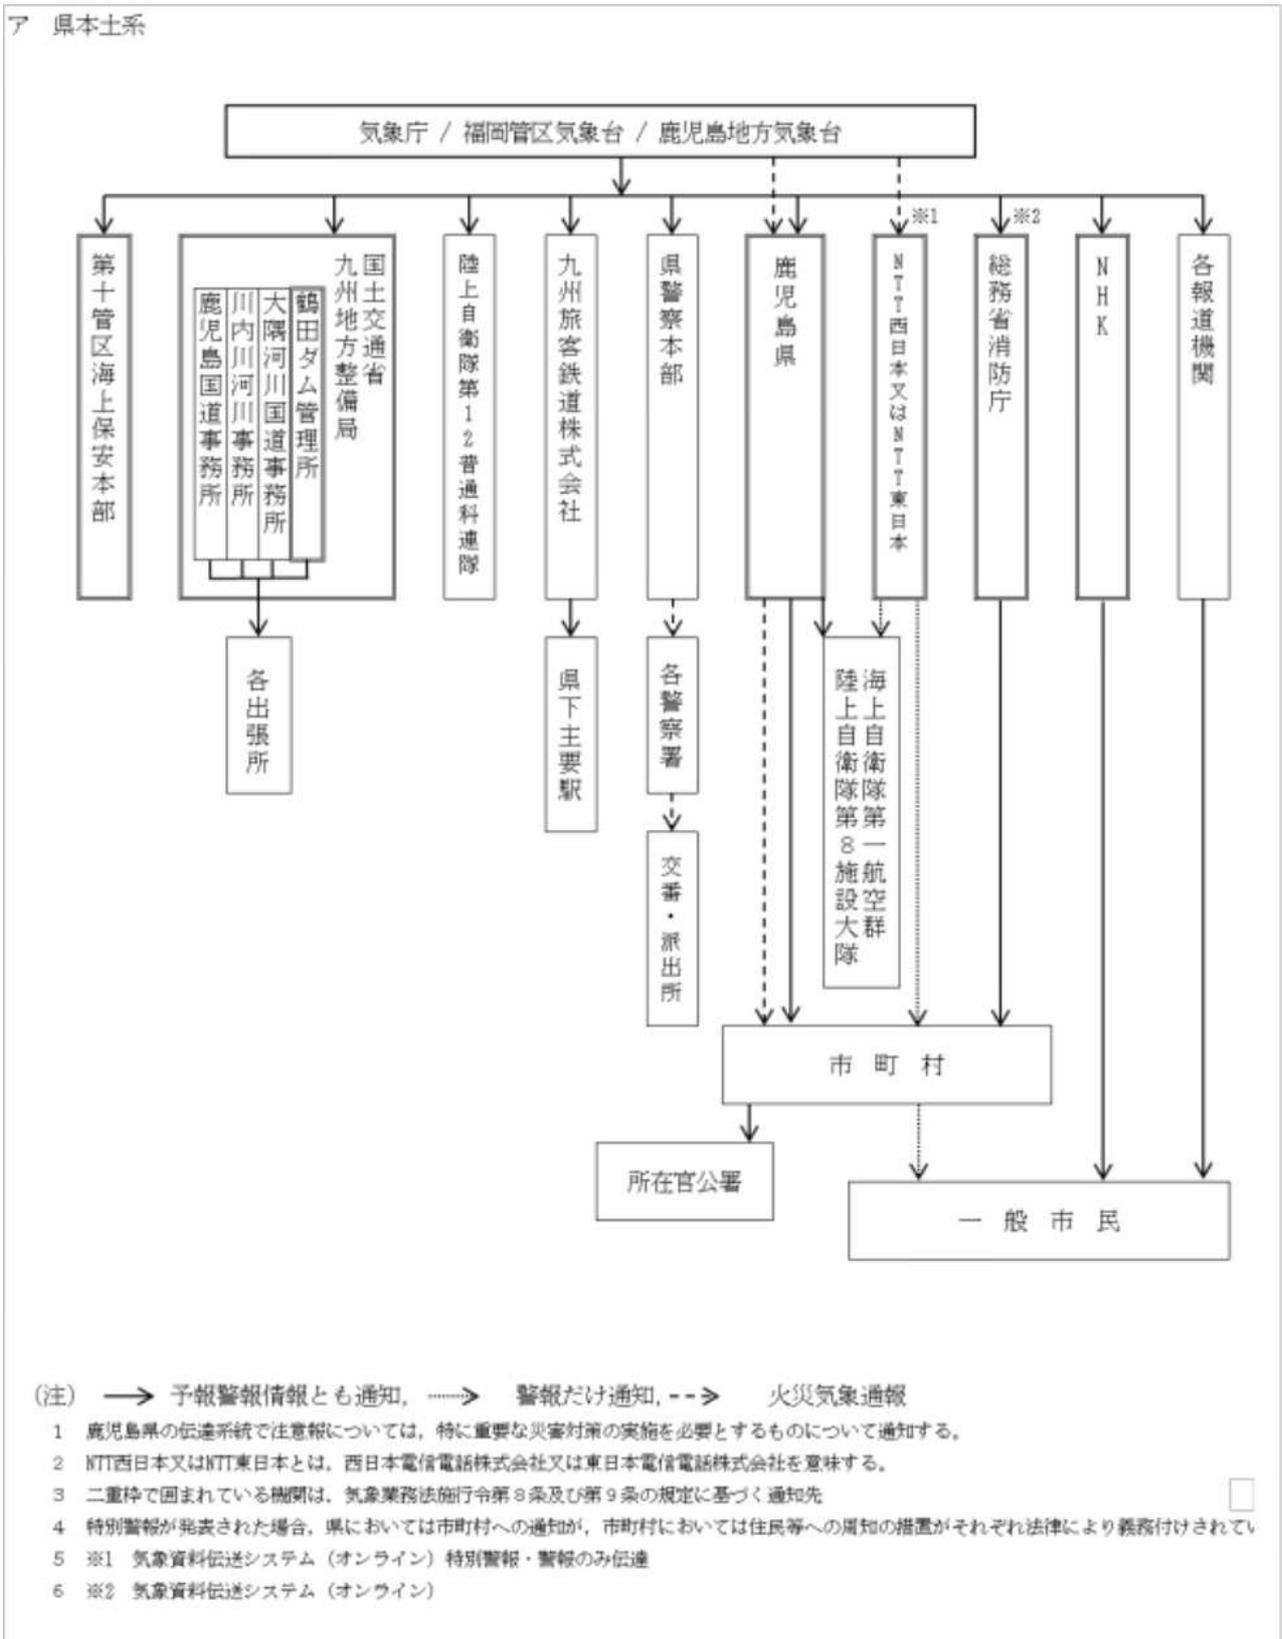 ア 県本土系
気象庁 / 福岡管区気象台 / 鹿児島地方気象台
※1
※2
第十管区海上保安本部
国土交通省
九州地方整備局
鶴田ダム管理所
大隅河川国道事務所
川内川河川事務所
鹿児島国道事務所
陸上自衛隊第12普通科連隊
九州旅客鉄道株式会社
県警察本部
鹿児島県
NTT西日本又はNTT東日本
総務省消防庁
NHK
各報道機関
各出張所
県下主要駅
各警察署
海上自衛隊第一航空群
陸上自衛隊第8施設大隊
交番・派出所
市町村
所在官公署
一般市民
(注) 予報警報情報とも通知, 警報だけ通知, 火災気象通報
1 鹿児島県の伝達系統で注意報については,特に重要な災害対策の実施を必要とするものについて通知する。
2 NTT西日本又はNTT東日本とは,西日本電信電話株式会社又は東日本電信電話株式会社を意味する。
3 二重枠で囲まれている機関は,気象業務法施行令第8条及び第9条の規定に基づく通知先
4 特別警報が発表された場合,県においては市町村への通知が,市町村においては住民等への周知の措置がそれぞれ法律により義務付けされてい
5 ※1 気象資料伝送システム(オンライン)特別警報・警報のみ伝達
6 ※2 気象資料伝送システム(オンライン)